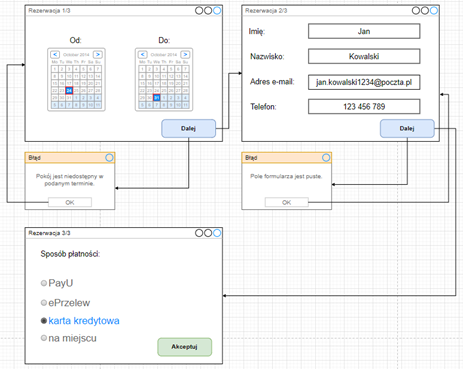 Rezerwacja 1/3
Od:
Do:
October 2014
October 2014
Mo Tu We Th Fr Sa Su
Mo Tu We Th Fr Sa Su
Dalej
Rezerwacja 2/3
Imię:
Jan
Nazwisko:
Kowalski
Adres e-mail:
jan.kowalski1234@poczta.pl
Telefon:
123 456 789
Dalej
Błąd
Pokój jest niedostępny w
podanym terminie.
OK
Błąd
Pole formularza jest puste.
OK
Rezerwacja 3/3
Sposób płatności:
PayU
ePrzelew
karta kredytowa
na miejscu
Akceptuj